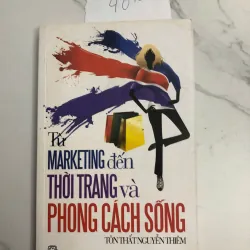 Từ
MARKETING đến
THỜI TRANG và
PHONG CÁCH SỐNG
TÔN THẤT NGUYỄN THIÊM